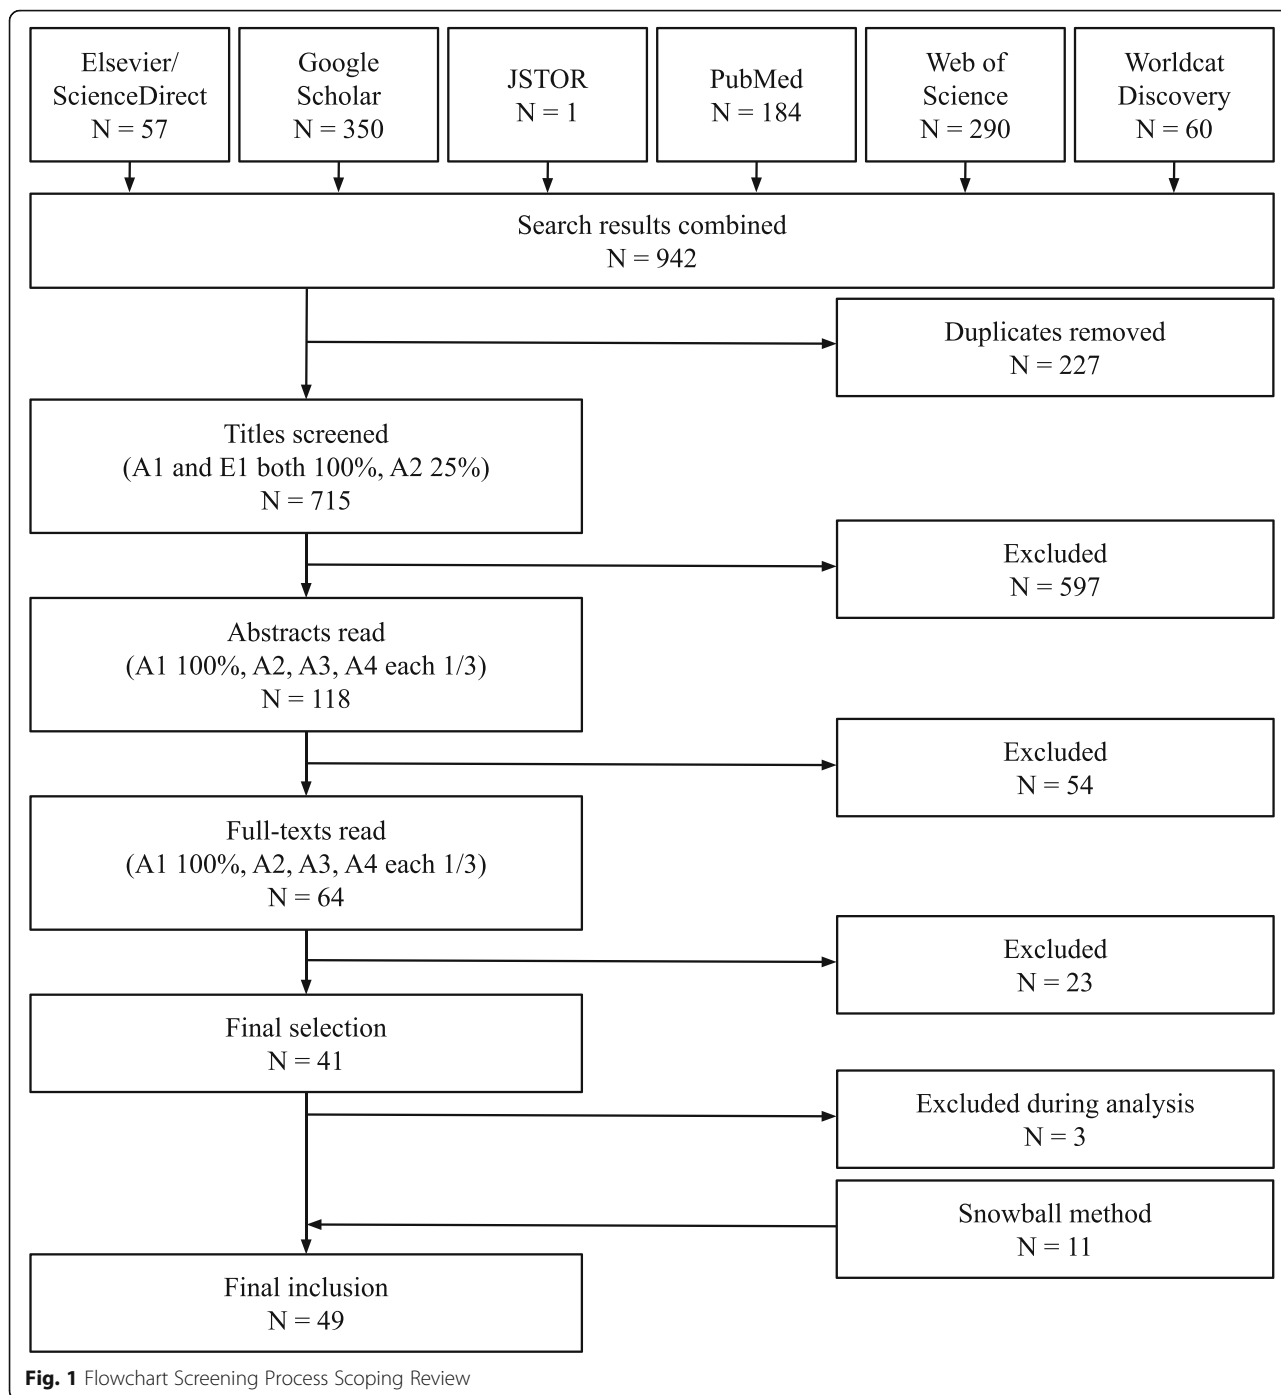 Elsevier/
ScienceDirect
N = 57
Google
Scholar
N = 350
JSTOR
N = 1
PubMed
N = 184
Web of
Science
N = 290
Worldcat
Discovery
N = 60
Search results combined
N = 942
Duplicates removed
N = 227
Titles screened
(A1 and E1 both 100%, A2 25%)
N = 715
Excluded
N = 597
Abstracts read
(A1 100%, A2, A3, A4 each 1/3)
N = 118
Excluded
N = 54
Full-texts read
(A1 100%, A2, A3, A4 each 1/3)
N = 64
Excluded
N = 23
Final selection
N = 41
Excluded during analysis
N = 3
Snowball method
N = 11
Final inclusion
N = 49
Fig. 1 Flowchart Screening Process Scoping Review